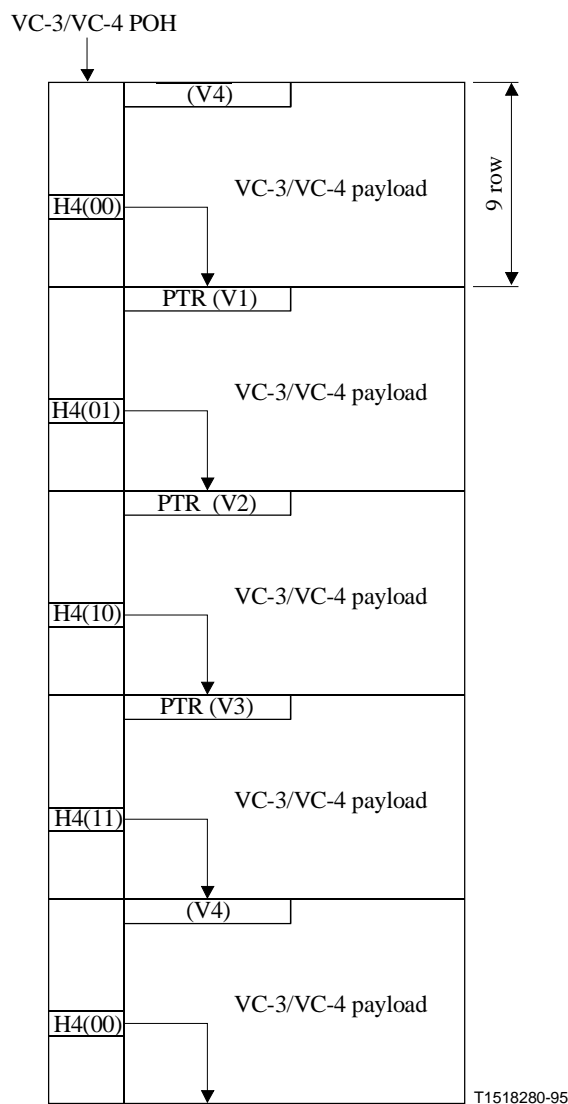 VC-3/VC-4 POH
(V4)
VC-3/VC-4 payload
9 row
H4(00)
PTR (V1)
VC-3/VC-4 payload
H4(01)
PTR (V2)
VC-3/VC-4 payload
H4(10)
PTR (V3)
VC-3/VC-4 payload
H4(11)
(V4)
VC-3/VC-4 payload
H4(00)
T1518280-95